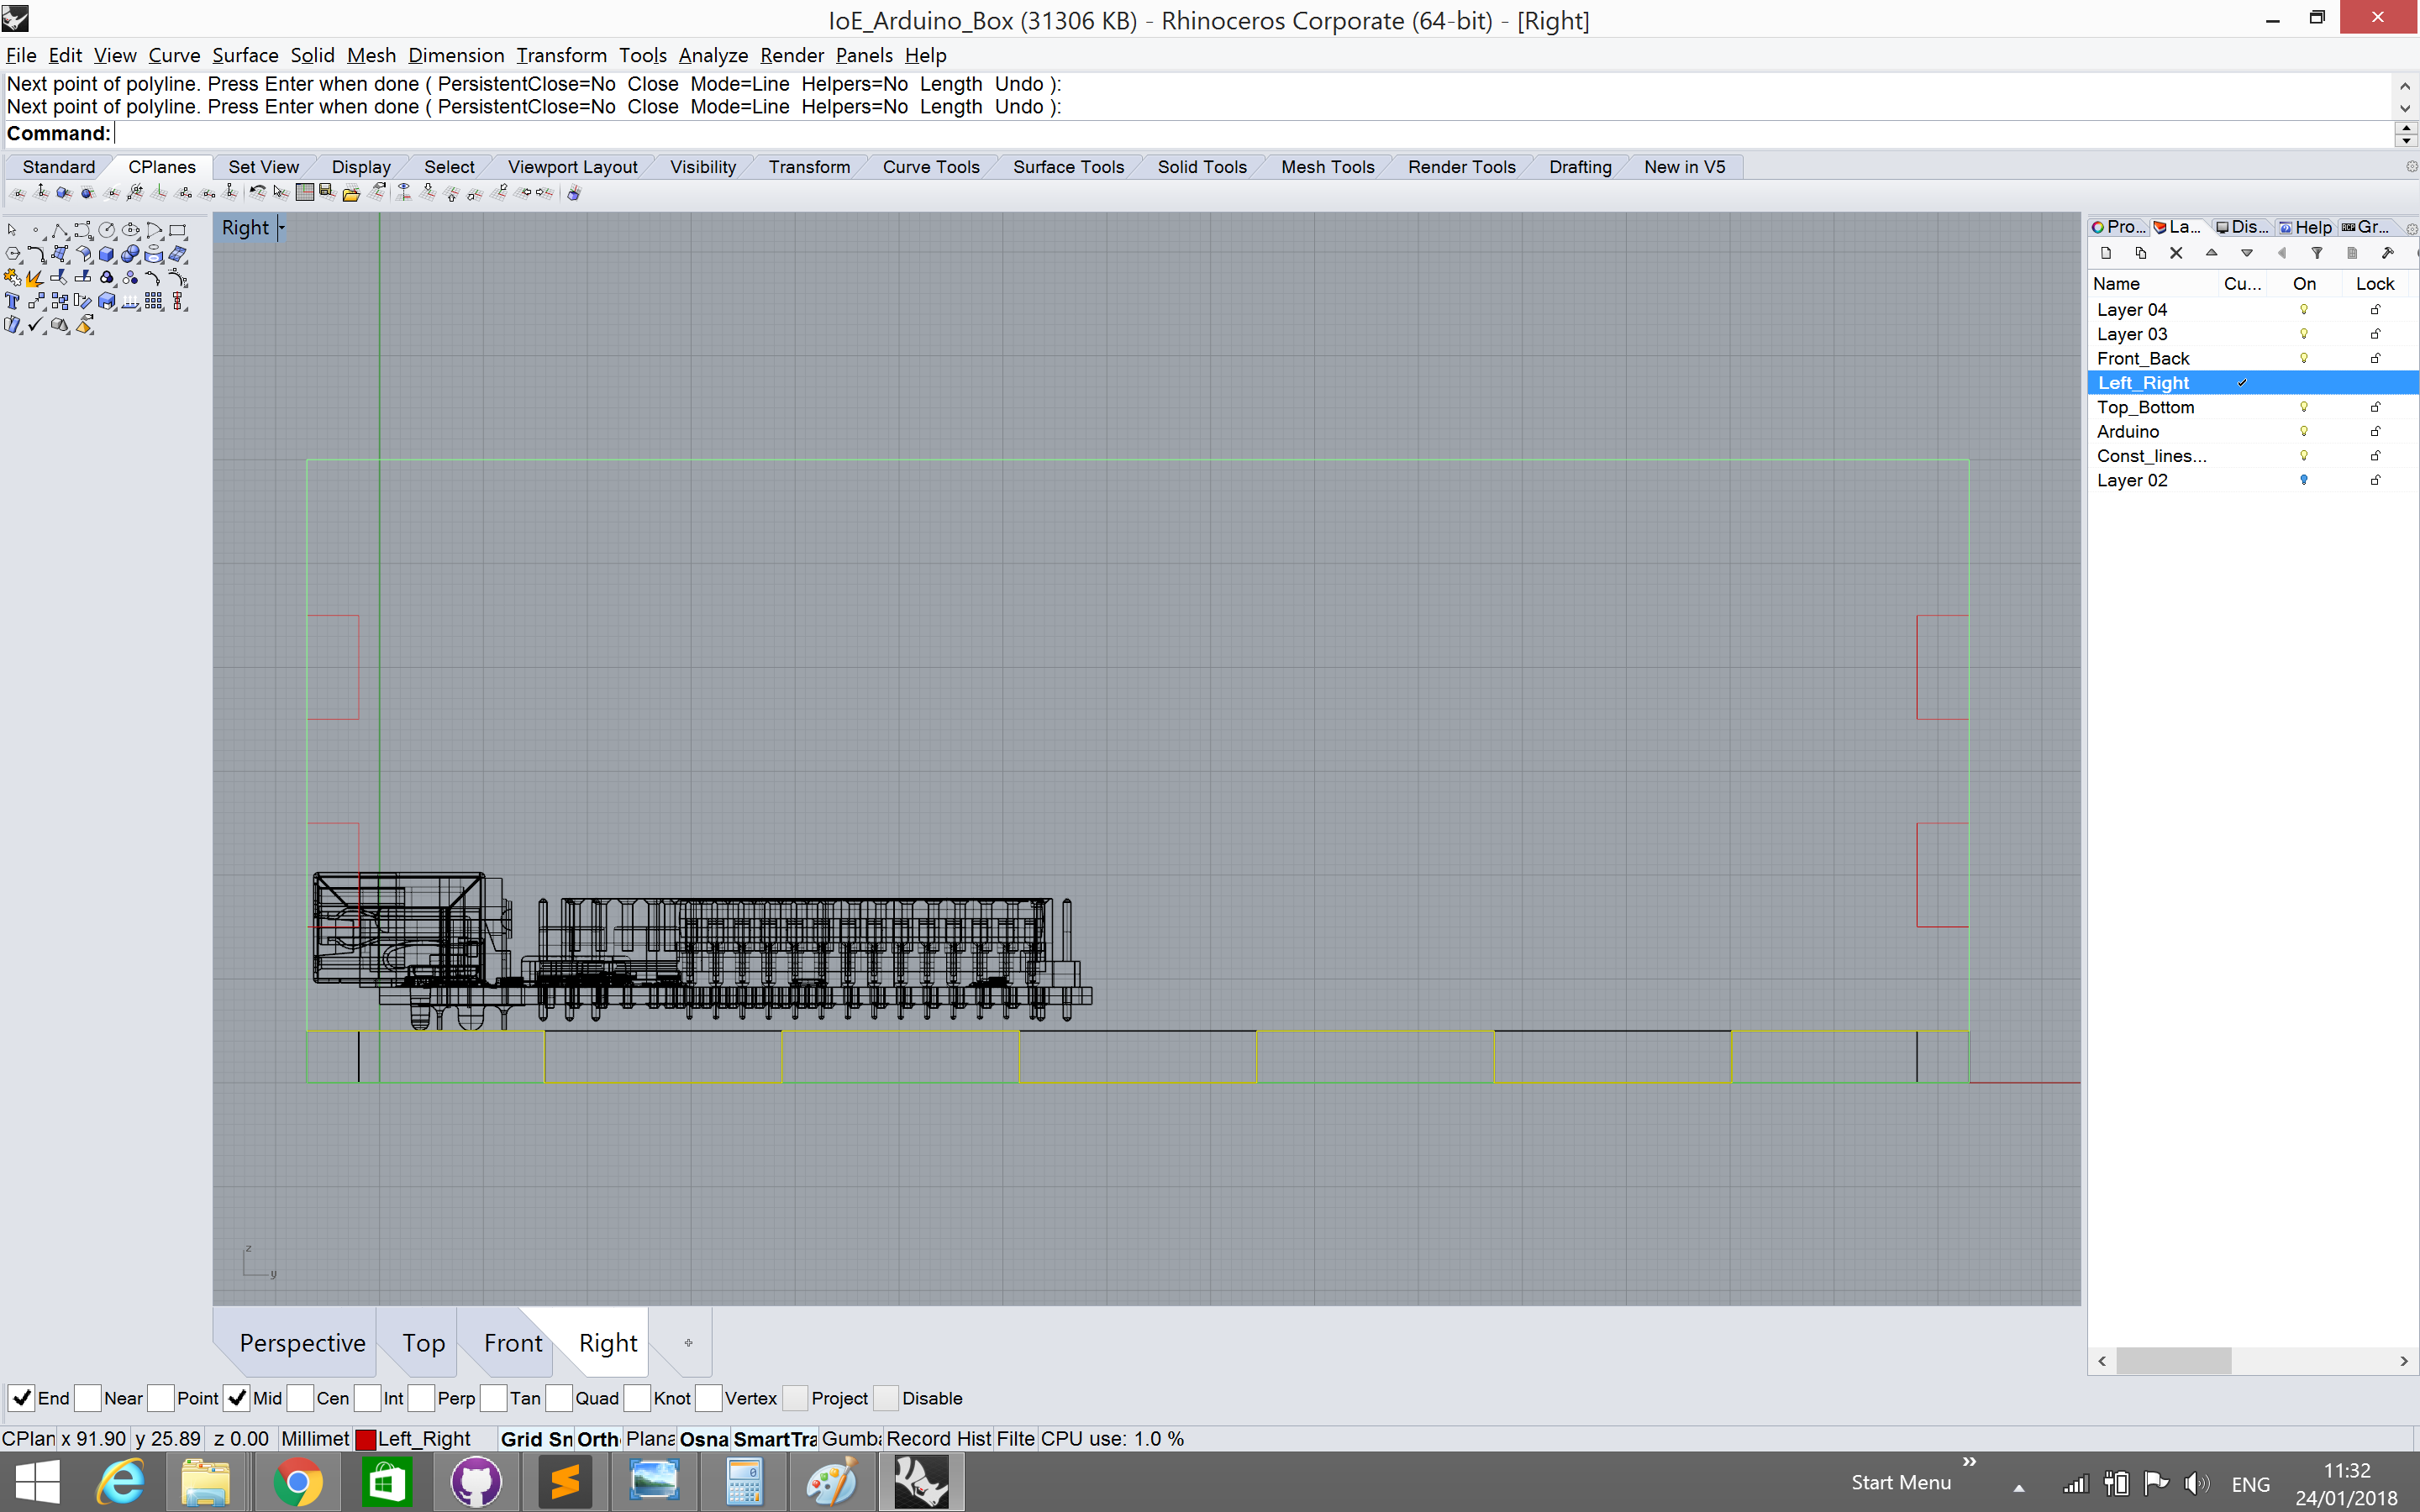 IoE_Arduino_Box (31306 KB) - Rhinoceros Corporate (64-bit) - [Right]
File Edit View Curve Surface Solid Mesh Dimension Transform Tools Analyze Render Panels Help
Next point of polyline. Press Enter when done ( PersistentClose=No Close Mode=Line Helpers=No Length Undo ):
Next point of polyline. Press Enter when done ( PersistentClose=No Close Mode=Line Helpers=No Length Undo ):
Command:
Standard CPlanes Set View Display Select Viewport Layout Visibility Transform Curve Tools Surface Tools Solid Tools Mesh Tools Render Tools Drafting New in V5
Right
Pro... La... Dis... Help Gr...
Name Cu... On Lock
Layer 04
Layer 03
Front_Back
Left_Right
Top_Bottom
Arduino
Const_lines...
Layer 02
z
y
Perspective Top Front Right
End Near Point Mid Cen Int Perp Tan Quad Knot Vertex Project Disable
CPlan x 91.90 y 25.89 z 0.00 Millimet Left_Right Grid Sn Orth Plana Osna SmartTra Gumba Record Hist Filte CPU use: 1.0 %
Start Menu
ENG
11:32
24/01/2018